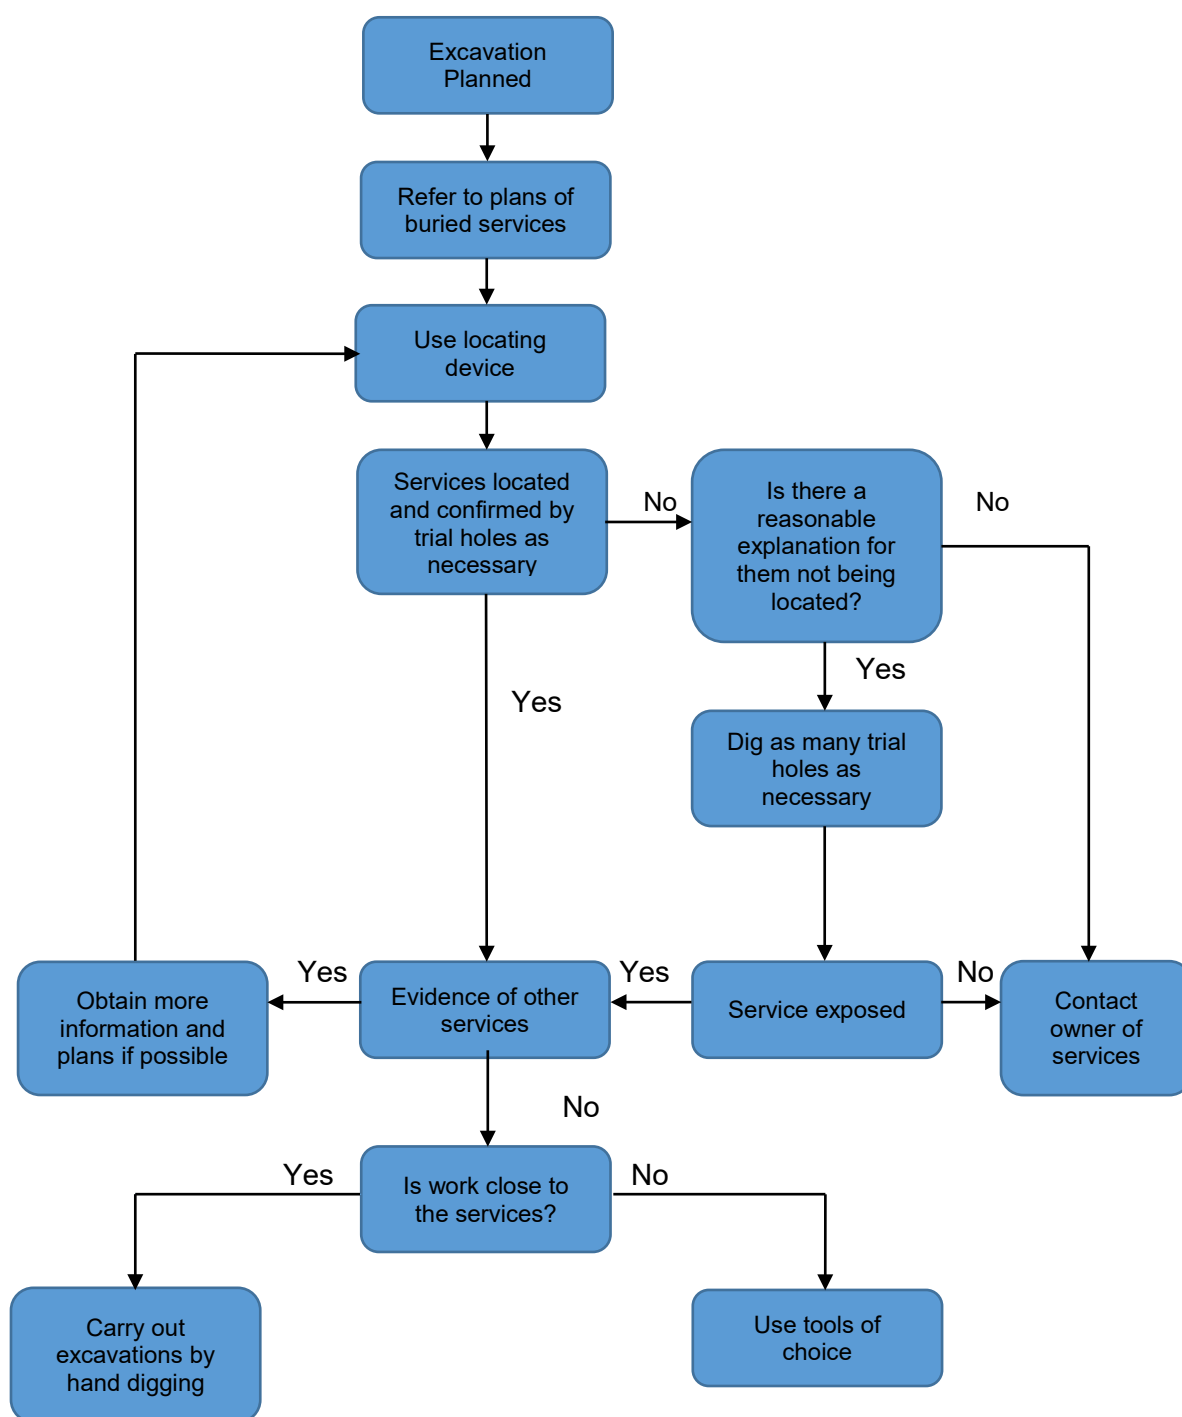 Excavation
Planned
Refer to plans of
buried services
Use locating
device
Services located
and confirmed by
trial holes as
necessary
No
Is there a
reasonable
explanation for
them not being
located?
No
Yes
Yes
Dig as many trial
holes as
necessary
Obtain more
information and
plans if possible
Yes
Evidence of other
services
Yes
Service exposed
No
Contact
owner of
services
No
Yes
Is work close to
the services?
No
Carry out
excavations by
hand digging
Use tools of
choice